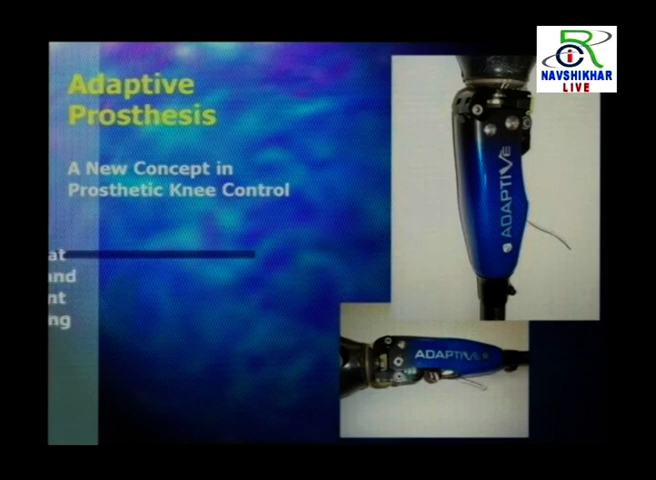 Adaptive
Prosthesis
A New Concept in
Prosthetic Knee Control
at
and
nt
ng
ADAPTIVE
ADAPTIVE
NAVSHIKHAR
LIVE